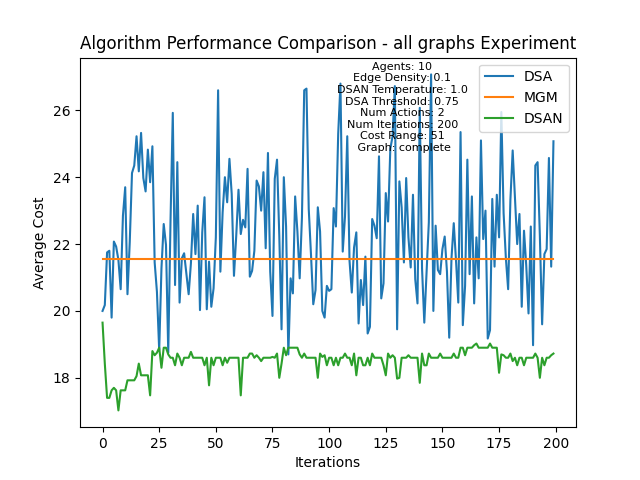 Algorithm Performance Comparison - all graphs Experiment
Agents: 10
Edge Density: 0.1
DSAN Temperature: 1.0
DSA Threshold: 0.75
Num Actions: 2
Num Iterations: 200
Cost Range: 51
Graph: complete
DSA
MGM
DSAN
Average Cost
26
24
22
20
18
0
25
50
75
100
125
150
175
200
Iterations